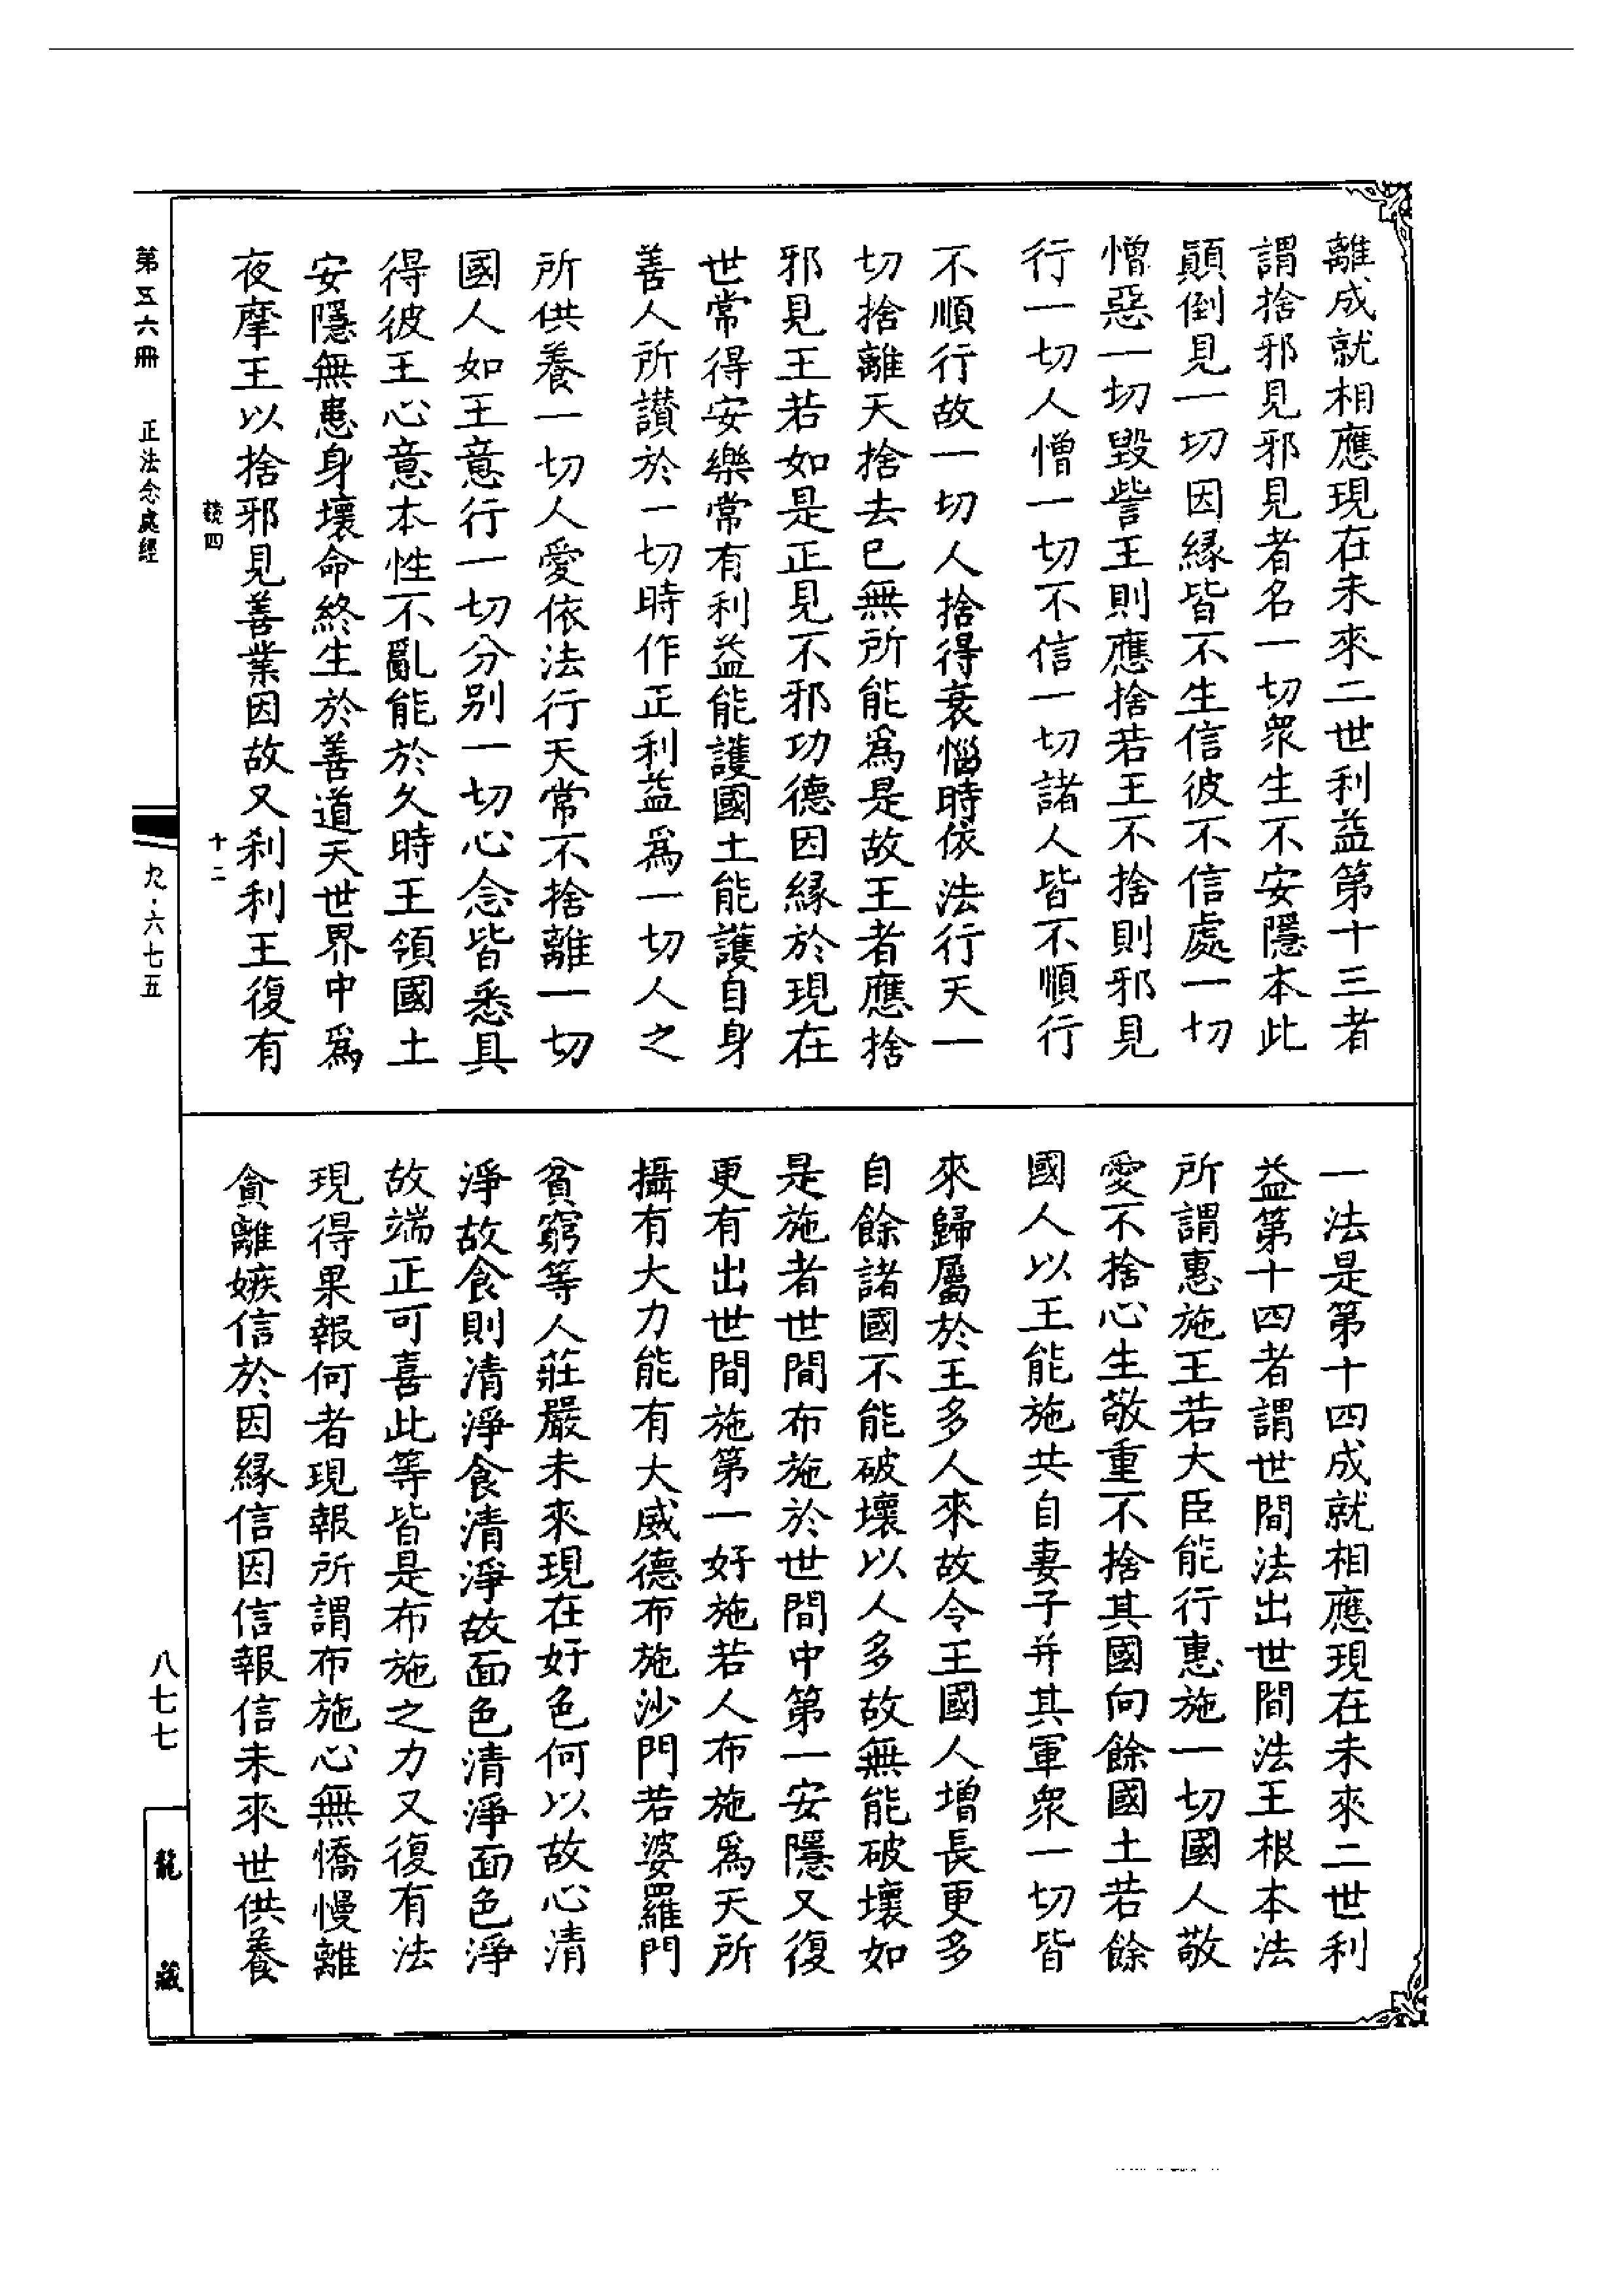 離成就相應現在未來二世利益第十三者
謂捨邪見邪見者名一切衆生不安隱本此
顚倒見一切因緣皆不生信彼不信處一切
憎惡一切毀訾王則應捨若王不捨則邪見
行一切人憎一切不信一切諸人皆不順行
不順行故一切人捨得衰惱時依法行天一
切捨離天捨去已無所能爲是故王者應捨
邪見王若如是正見不邪功德因緣於現在
世常得安樂常有利益能護國土能護自身
善人所讃於一切時作正利益爲一切人之
所供養一切人愛依法行天常不捨離一切
國人如王意行一切分別一切心念皆悉具
得彼王心意本性不亂能於久時王領國土
安隱無患身壞命終生於善道天世界中爲
夜摩王以捨邪見善業因故又刹利王復有
一法是第十四成就相應現在未來二世利
益第十四者謂世間法出世間法王根本法
所謂惠施王若大臣能行惠施一切國人敬
愛不捨心生敬重不捨其國向餘國土若餘
國人以王能施共自妻子并其軍衆一切皆
來歸屬於王多人來故令王國人增長更多
自餘諸國不能破壞以人多故無能破壞如
是施者世間布施於世間中第一安隱又復
更有出世間施第一好施若人布施爲天所
攝有大力能有大威德布施沙門若婆羅門
貧窮等人莊嚴未來現在好色何以故心清
淨故食則清淨食清淨故面色清淨面色淨
故端正可喜此等皆是布施之力又復有法
現得果報何者現報所謂布施心無憍慢離
貪離嫉信於因緣信因信報信未來世供養
四
十二
第五六冊
正法念處經
九·六七五
八七七
龍藏